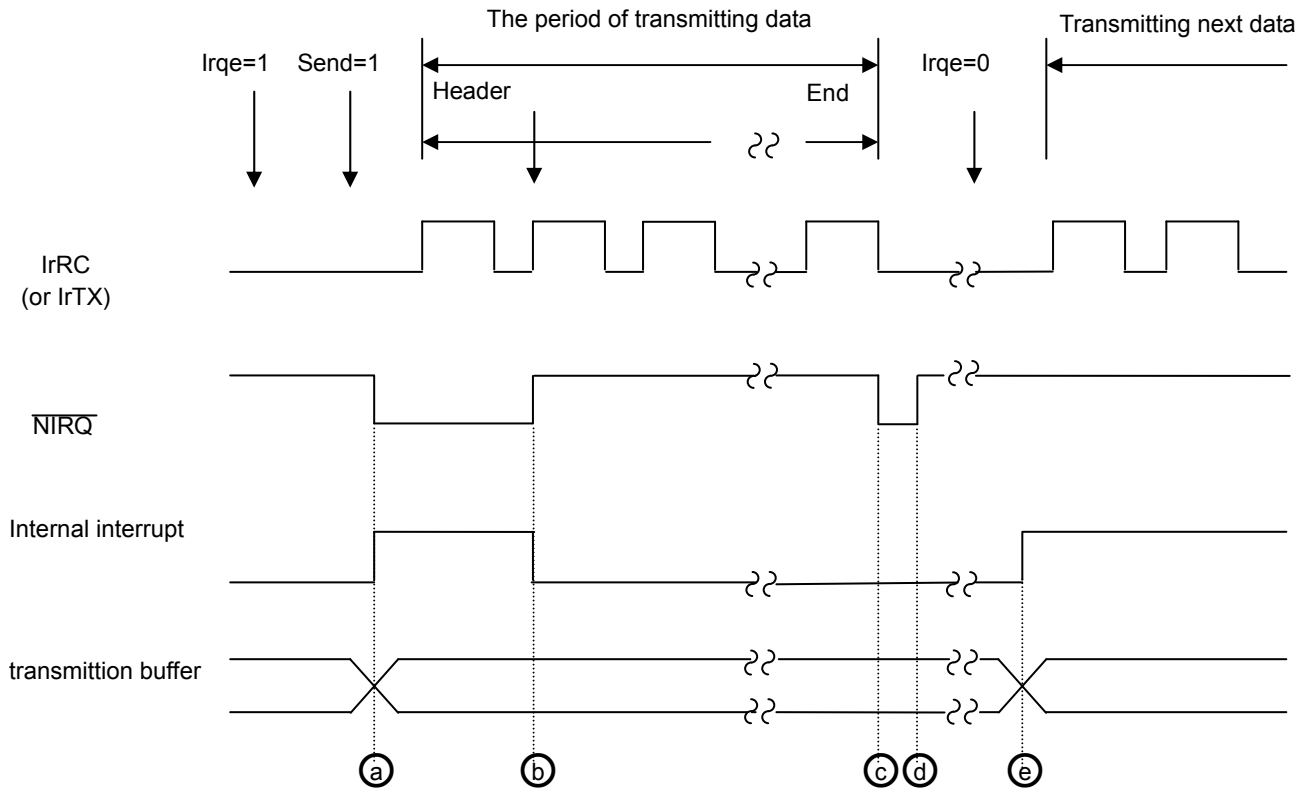 The period of transmitting data
Transmitting next data
Irqe=1
Send=1
Irqe=0
Header
End
IrRC
(or IrTX)
NIRQ
Internal interrupt
transmittion buffer
a
b
c
d
e